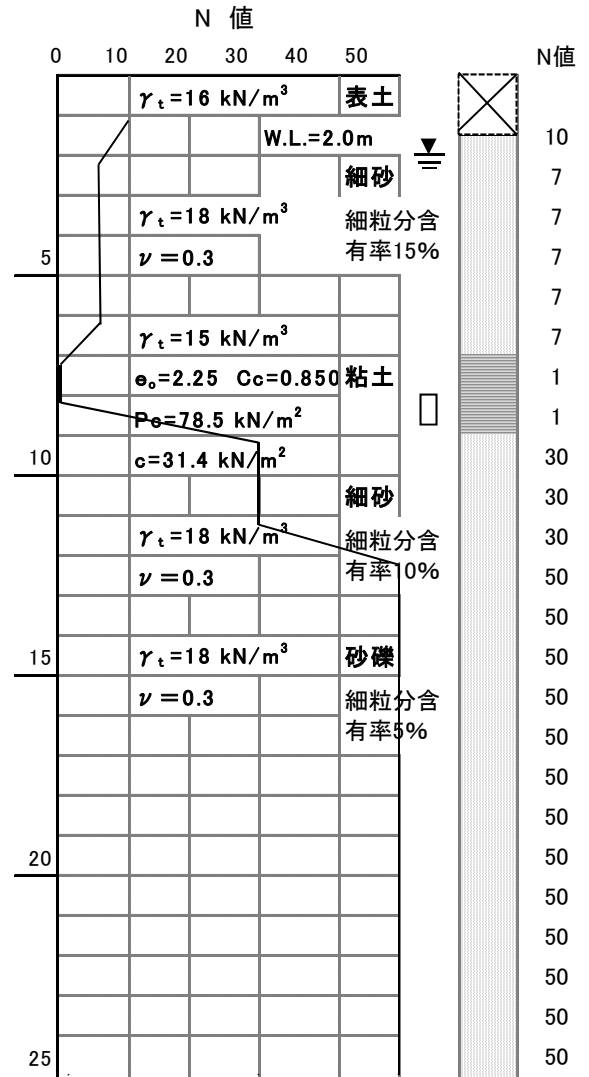 N 値
0 10 20 30 40 50 N値
γt=16 kN/m³ 表土
W.L.=2.0m 10
細砂 7
γt=18 kN/m³ 細粒分含 7
有率15%
5 ν=0.3 7
7
γt=15 kN/m³ 7
eo=2.25 Cc=0.850 粘土 1
Pc=78.5 kN/m² 1
10 c=31.4 kN/m² 30
細砂 30
γt=18 kN/m³ 細粒分含 30
有率10%
ν=0.3 50
50
15 γt=18 kN/m³ 砂礫 50
ν=0.3 細粒分含 50
有率5% 50
50
50
20 50
50
50
50
50
25 50